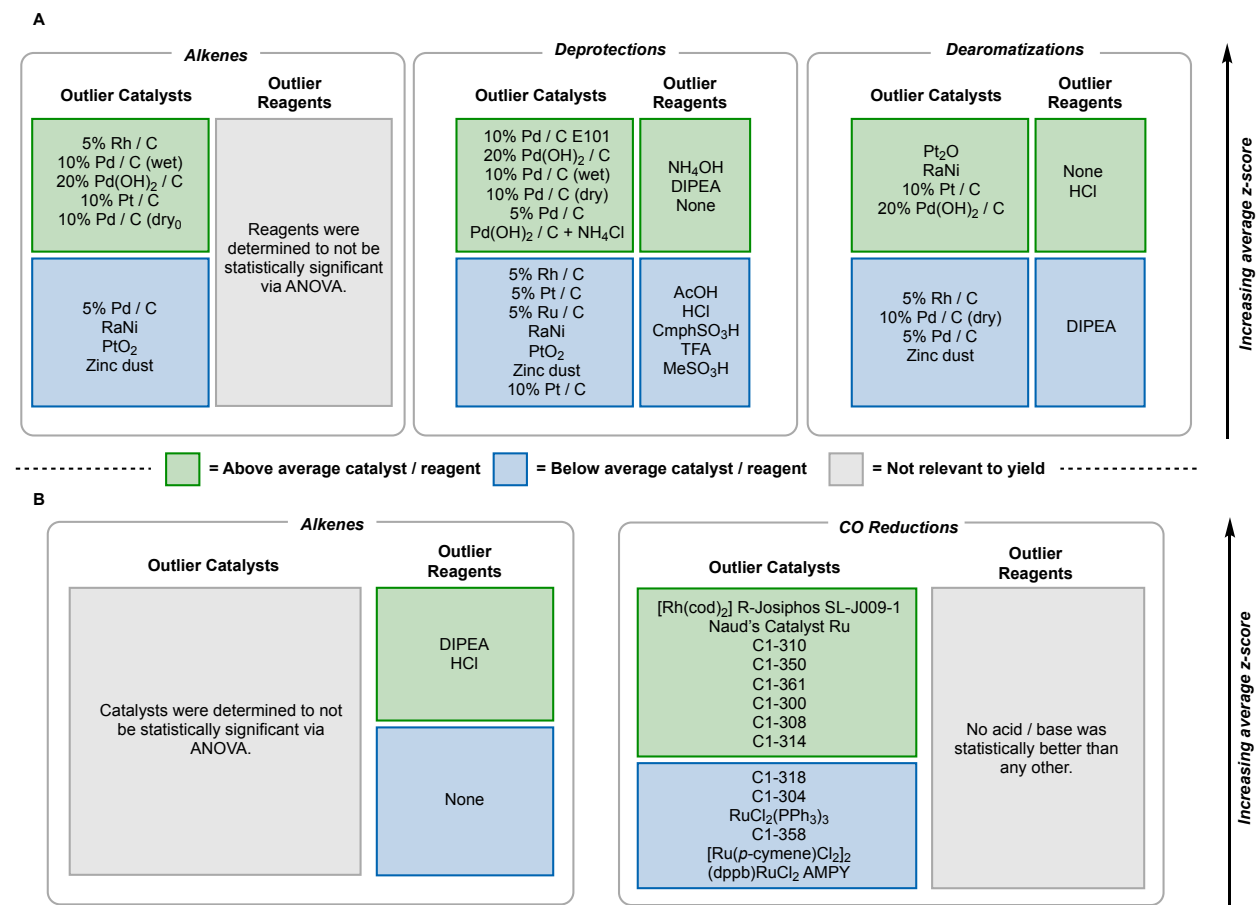 A
Alkenes
Outlier Catalysts
Outlier
Reagents
5% Rh / C
10% Pd / C (wet)
20% Pd(OH)₂ / C
10% Pt / C
10% Pd / C (dry₀
Reagents were
determined to not be
statistically significant
via ANOVA.
5% Pd / C
RaNi
PtO₂
Zinc dust
Deprotections
Outlier Catalysts
Outlier
Reagents
10% Pd / C E101
20% Pd(OH)₂ / C
10% Pd / C (wet)
10% Pd / C (dry)
5% Pd / C
Pd(OH)₂ / C + NH₄Cl
NH₄OH
DIPEA
None
5% Rh / C
5% Pt / C
5% Ru / C
RaNi
PtO₂
Zinc dust
10% Pt / C
AcOH
HCl
CmphSO₃H
TFA
MeSO₃H
Dearomatizations
Outlier Catalysts
Outlier
Reagents
Pt₂O
RaNi
10% Pt / C
20% Pd(OH)₂ / C
None
HCl
5% Rh / C
10% Pd / C (dry)
5% Pd / C
Zinc dust
DIPEA
Increasing average z-score
= Above average catalyst / reagent
= Below average catalyst / reagent
= Not relevant to yield
B
Alkenes
Outlier Catalysts
Outlier
Reagents
Catalysts were determined to not
be statistically significant via
ANOVA.
DIPEA
HCl
None
CO Reductions
Outlier Catalysts
Outlier
Reagents
[Rh(cod)₂] R-Josiphos SL-J009-1
Naud's Catalyst Ru
C1-310
C1-350
C1-361
C1-300
C1-308
C1-314
No acid / base was
statistically better than
any other.
C1-318
C1-304
RuCl₂(PPh₃)₃
C1-358
[Ru(p-cymene)Cl₂]₂
(dppb)RuCl₂ AMPY
Increasing average z-score